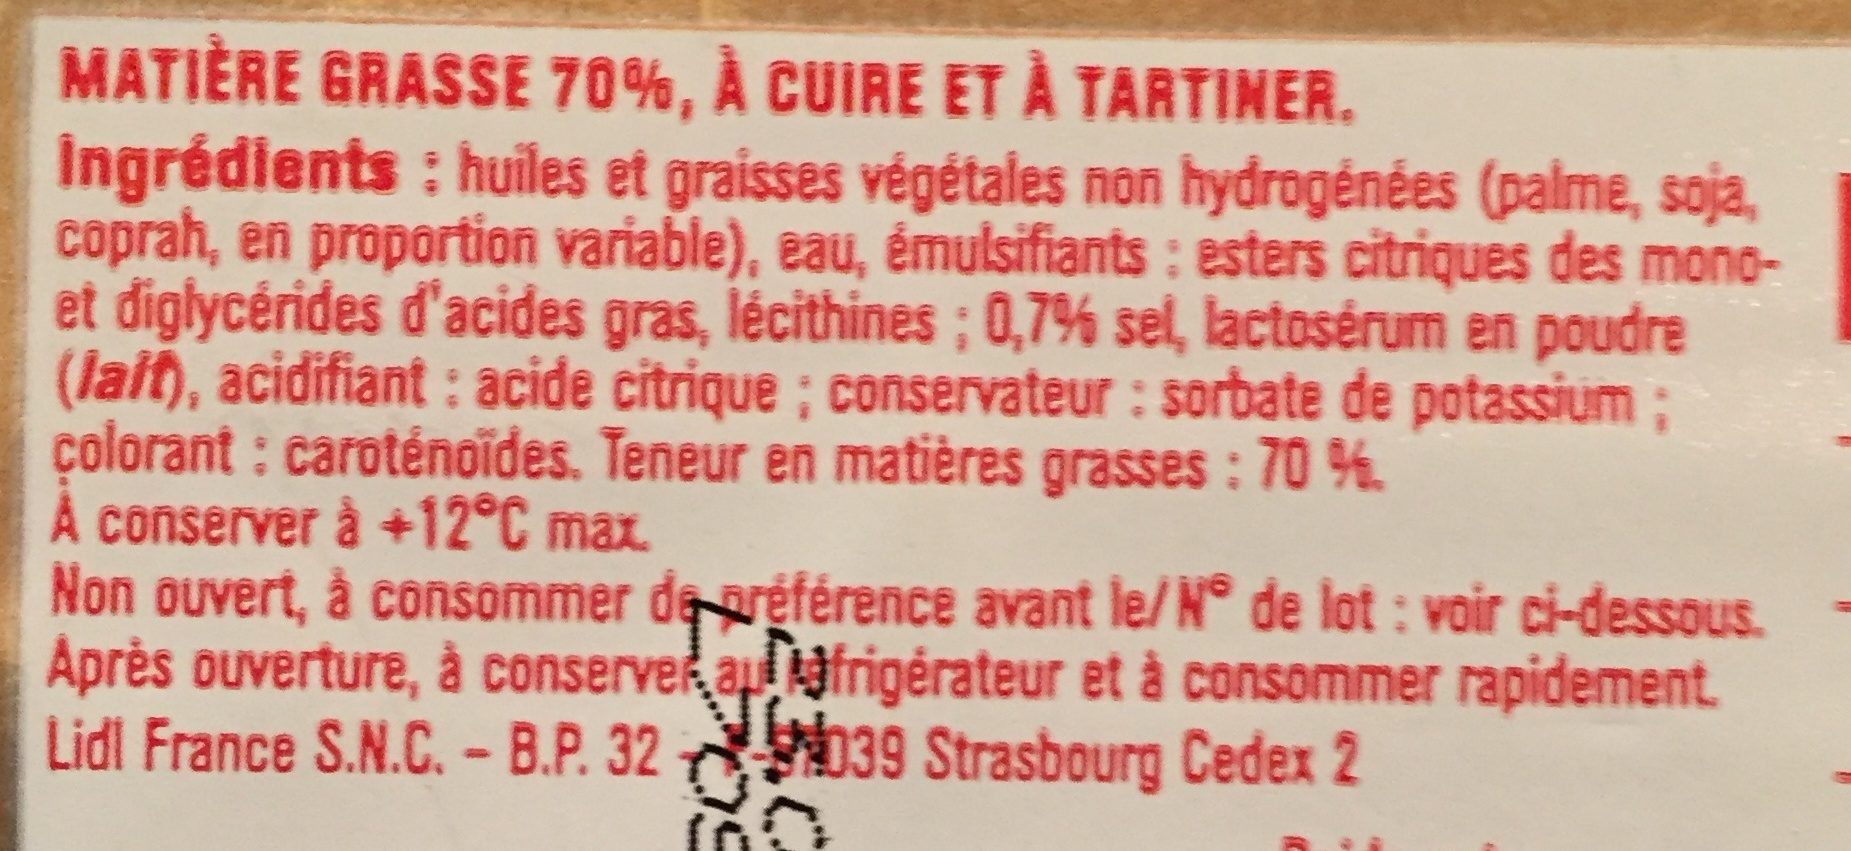 MATIÈRE GRASSE 70%, À CUIRE ET À TARTINER.
Ingrédients : huiles et graisses végétales non hydrogénées (palme, soja,
coprah, en proportion variable), eau, émulsifiants : esters citriques des mono-
et diglycérides d'acides gras, lécithines ; 0,7% sel, lactosérum en poudre
(lait), acidifiant : acide citrique ; conservateur : sorbate de potassium ;
colorant : caroténoïdes. Teneur en matières grasses : 70 %.
À conserver à +12°C max.
Non ouvert, à consommer de préférence avant le/N° de lot : voir ci-dessous.
Après ouverture, à conserver au réfrigérateur et à consommer rapidement.
Lidl France S.N.C. - B.P. 32 - Strasbourg Cedex 2